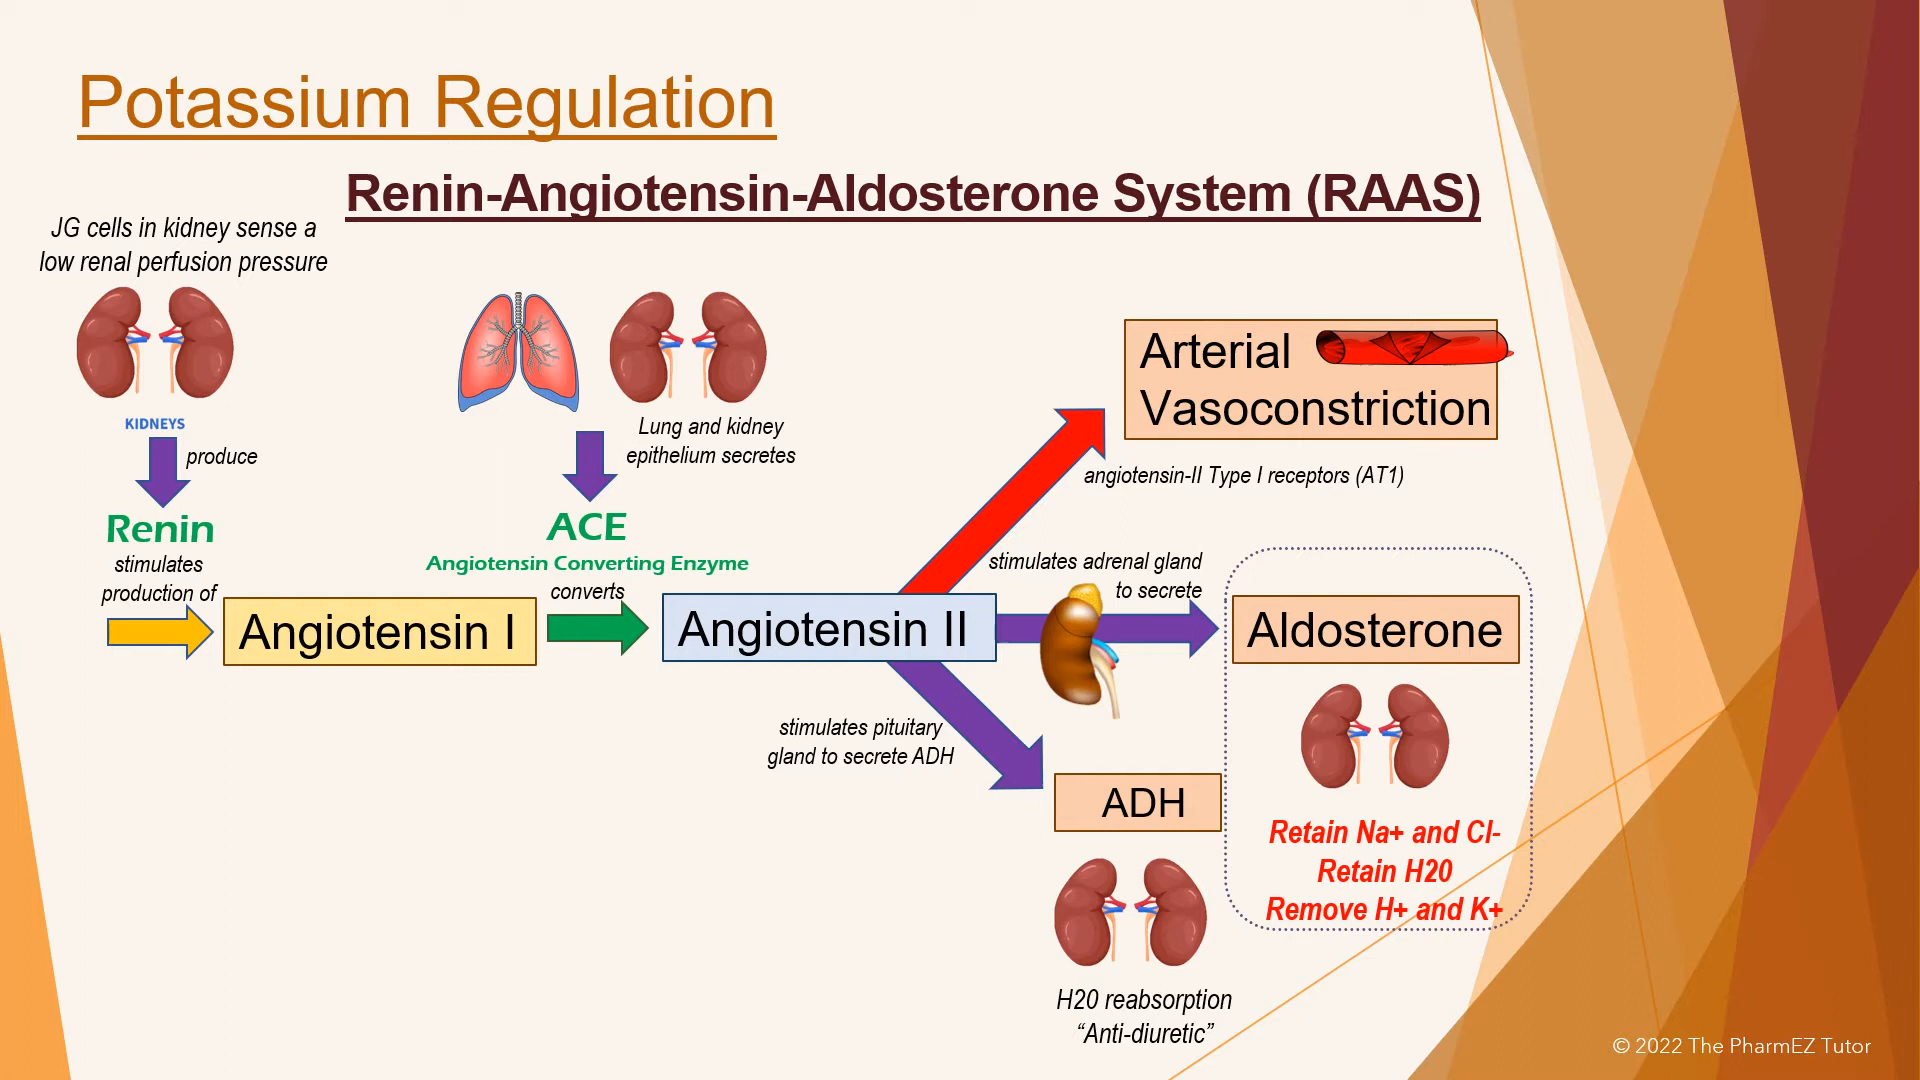 Potassium Regulation
Renin-Angiotensin-Aldosterone System (RAAS)
JG cells in kidney sense a
low renal perfusion pressure
KIDNEYS
produce
Renin
stimulates
production of
Angiotensin I
Lung and kidney
epithelium secretes
ACE
Angiotensin Converting Enzyme
converts
Angiotensin II
Arterial
Vasoconstriction
angiotensin-II Type I receptors (AT1)
stimulates adrenal gland
to secrete
Aldosterone
Retain Na+ and Cl-
Retain H20
Remove H+ and K+
stimulates pituitary
gland to secrete ADH
ADH
H20 reabsorption
“Anti-diuretic”
© 2022 The PharmEZ Tutor